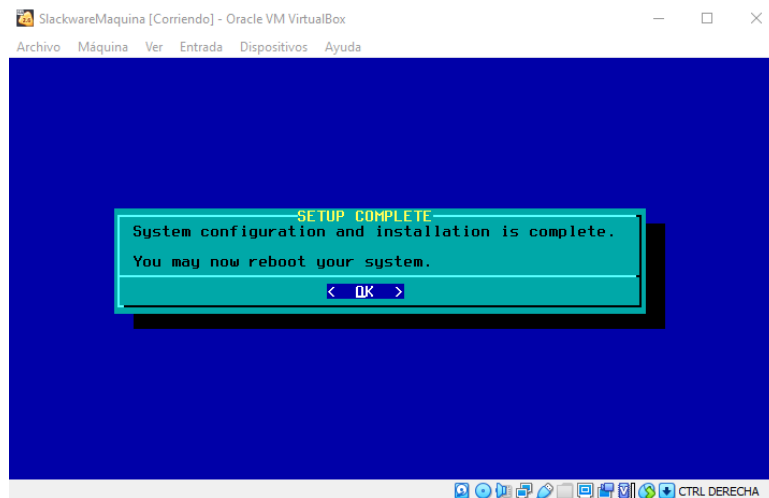 SlackwareMaquina [Corriendo] - Oracle VM VirtualBox
Archivo Máquina Ver Entrada Dispositivos Ayuda
SETUP COMPLETE
System configuration and installation is complete.
You may now reboot your system.
< OK >
CTRL DERECHA